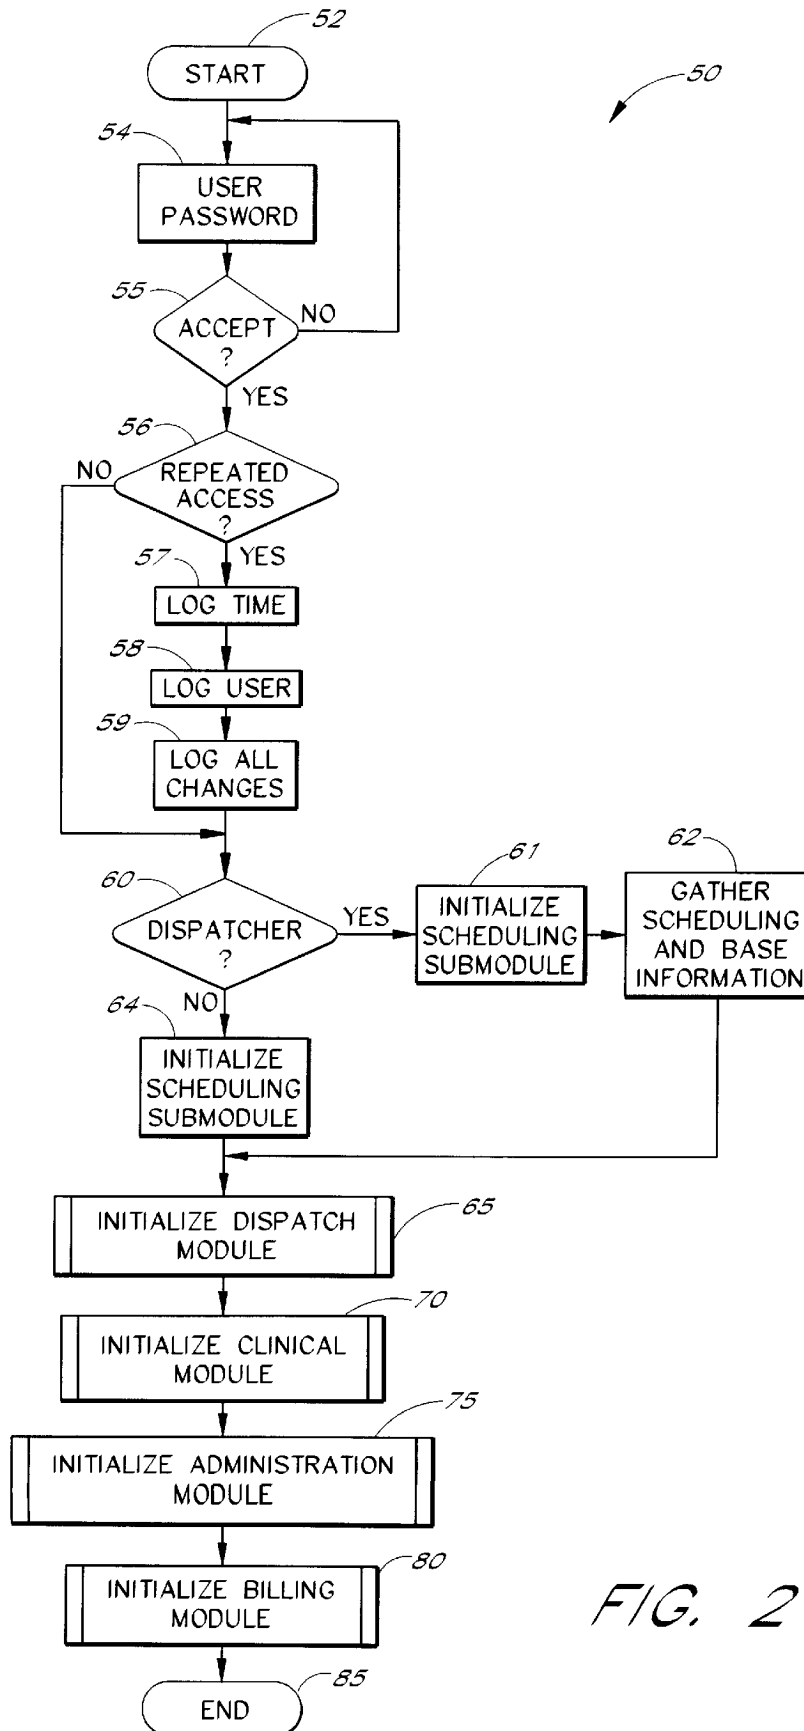 52
START
50
54
USER
PASSWORD
55
ACCEPT
?
NO
YES
56
NO
REPEATED
ACCESS
?
YES
57
LOG TIME
58
LOG USER
59
LOG ALL
CHANGES
60
DISPATCHER
?
YES
61
INITIALIZE
SCHEDULING
SUBMODULE
62
GATHER
SCHEDULING
AND BASE
INFORMATION
NO
64
INITIALIZE
SCHEDULING
SUBMODULE
INITIALIZE DISPATCH
MODULE
65
70
INITIALIZE CLINICAL
MODULE
75
INITIALIZE ADMINISTRATION
MODULE
80
INITIALIZE BILLING
MODULE
FIG. 2
85
END